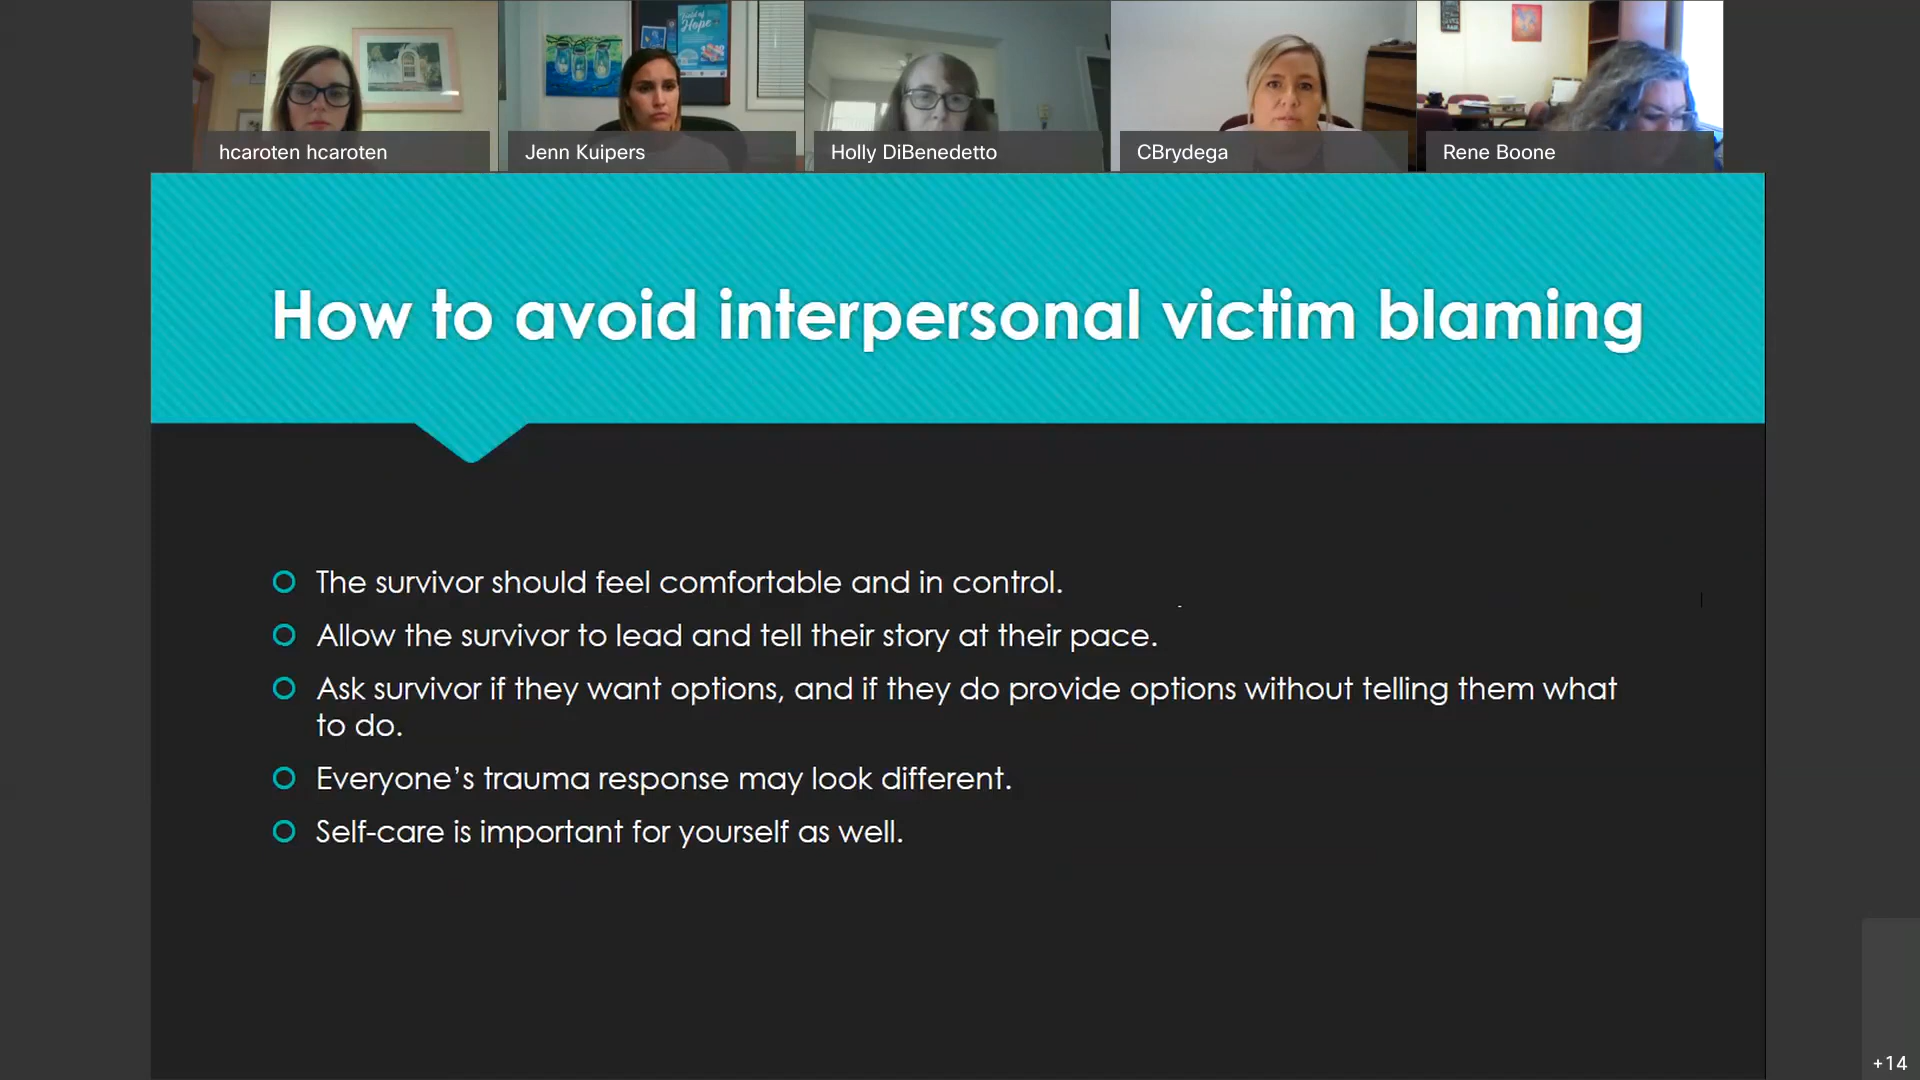 Field of
Hope
hcaroten hcaroten
Jenn Kuipers
Holly DiBenedetto
CBrydega
Rene Boone
How to avoid interpersonal victim blaming
The survivor should feel comfortable and in control.
Allow the survivor to lead and tell their story at their pace.
Ask survivor if they want options, and if they do provide options without telling them what
to do.
Everyone’s trauma response may look different.
Self-care is important for yourself as well.
+14